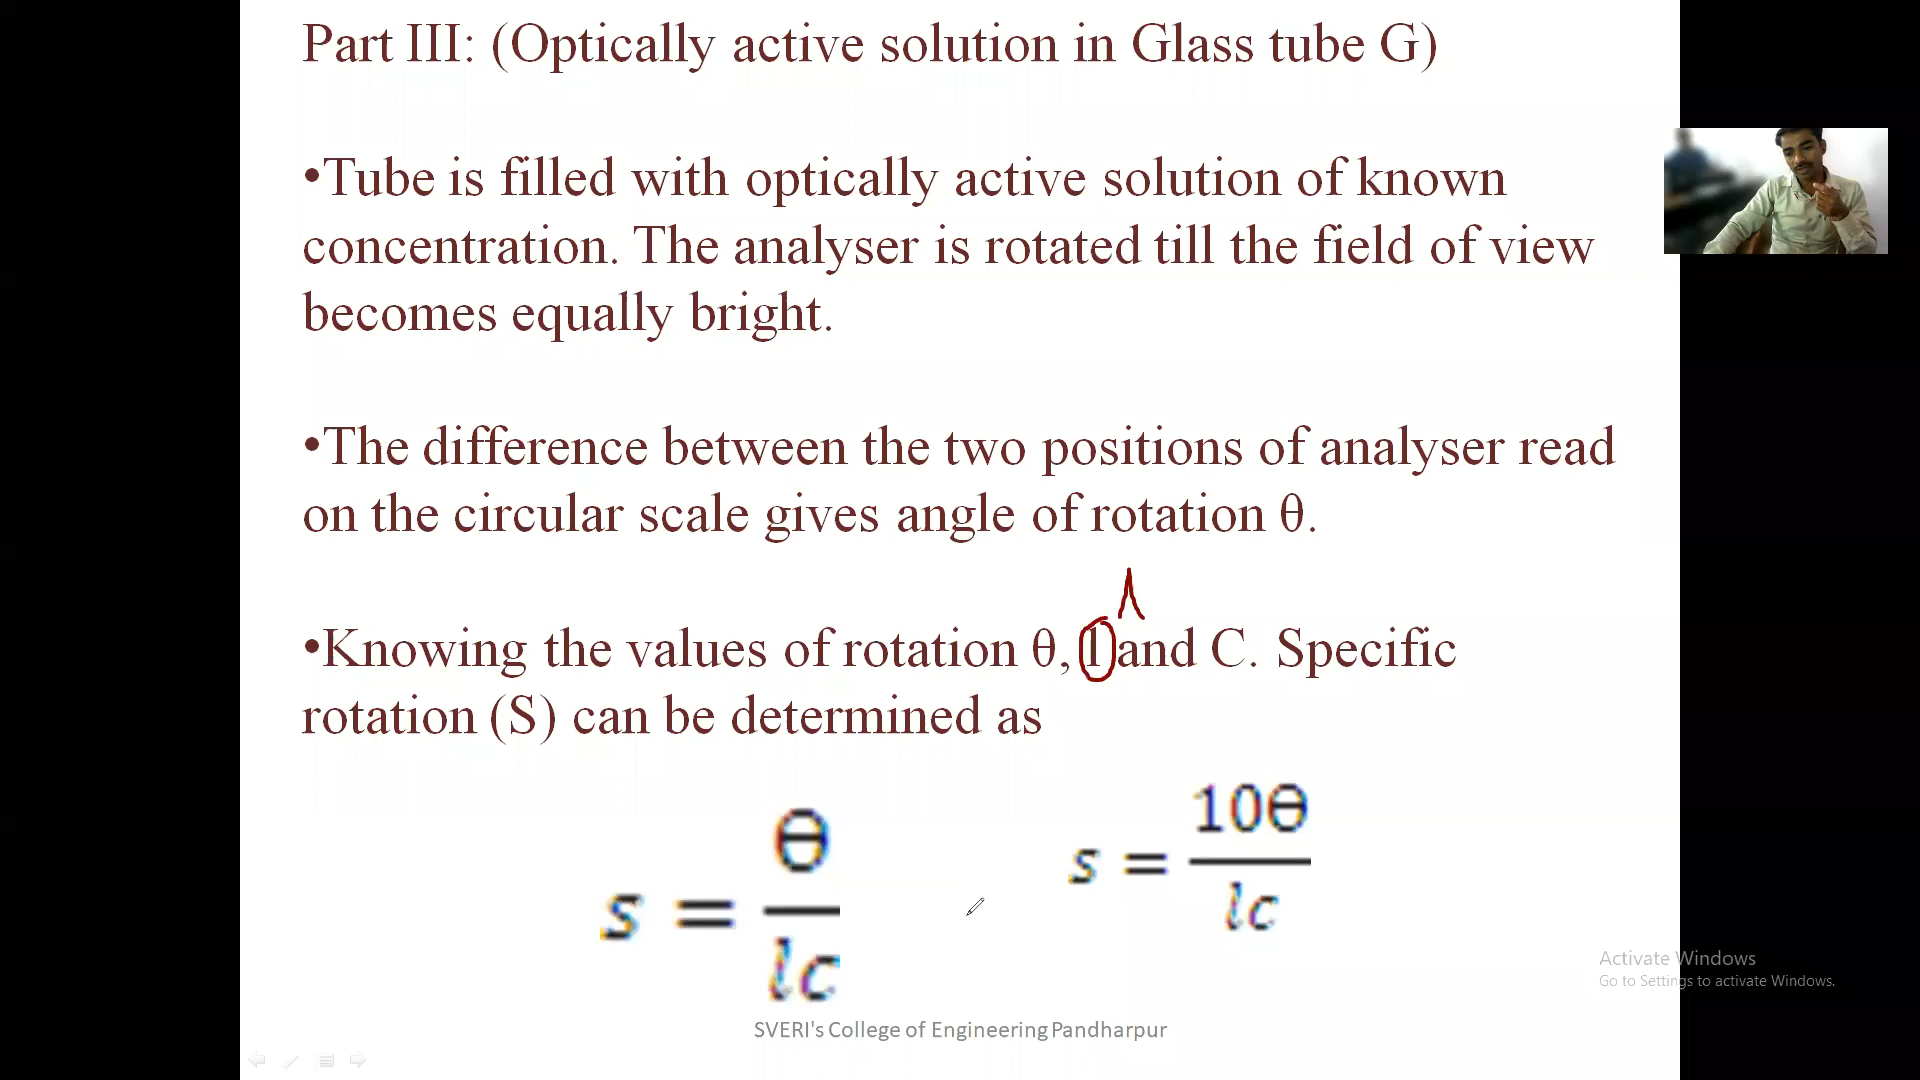 Part III: (Optically active solution in Glass tube G)
•Tube is filled with optically active solution of known
concentration. The analyser is rotated till the field of view
becomes equally bright.
•The difference between the two positions of analyser read
on the circular scale gives angle of rotation θ.
•Knowing the values of rotation θ, l and C. Specific
rotation (S) can be determined as
s = θ / lc
s = 10θ / lc
Activate Windows
Go to Settings to activate Windows.
SVERI's College of Engineering Pandharpur